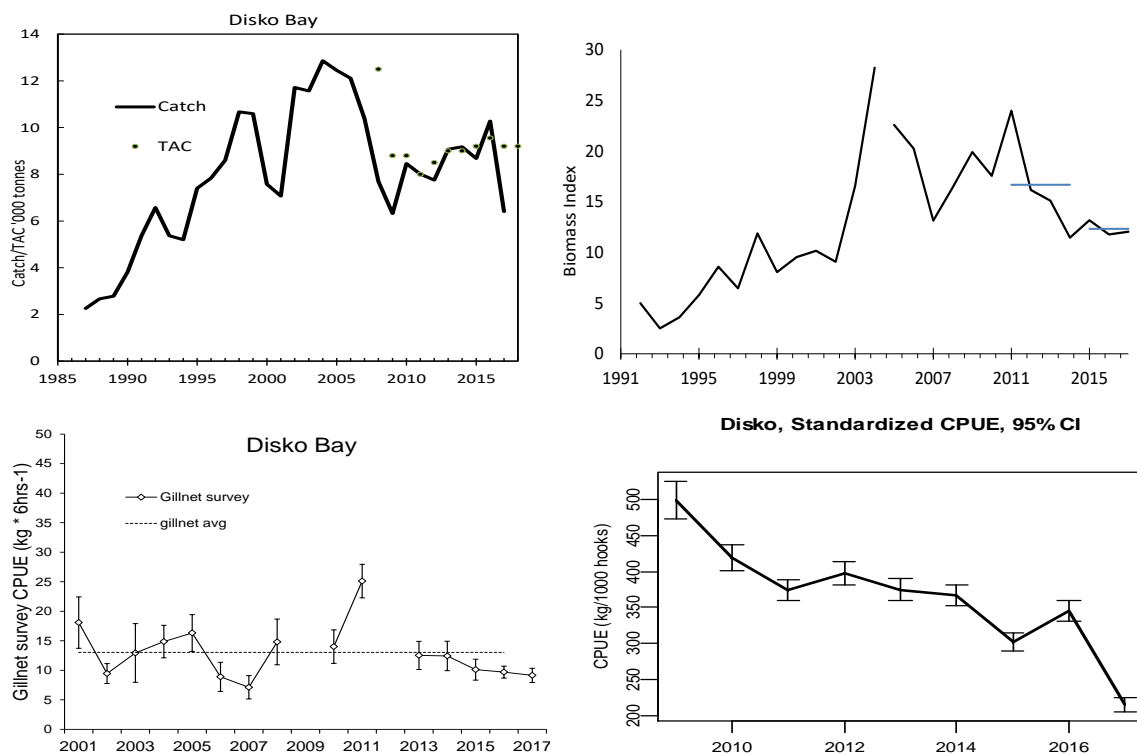 Disko Bay
Catch/TAC '000 tonnes
14
12
10
8
6
4
2
0
Catch
TAC
1985 1990 1995 2000 2005 2010 2015
Biomass Index
30
25
20
15
10
5
0
1991 1995 1999 2003 2007 2011 2015
Disko Bay
Gillnet survey CPUE (kg * 6hrs-1)
50
45
40
35
30
25
20
15
10
5
0
Gillnet survey
gillnet avg
2001 2003 2005 2007 2009 2011 2013 2015 2017
Disko, Standardized CPUE, 95% CI
CPUE (kg/1000 hooks)
500
450
400
350
300
250
200
2010 2012 2014 2016